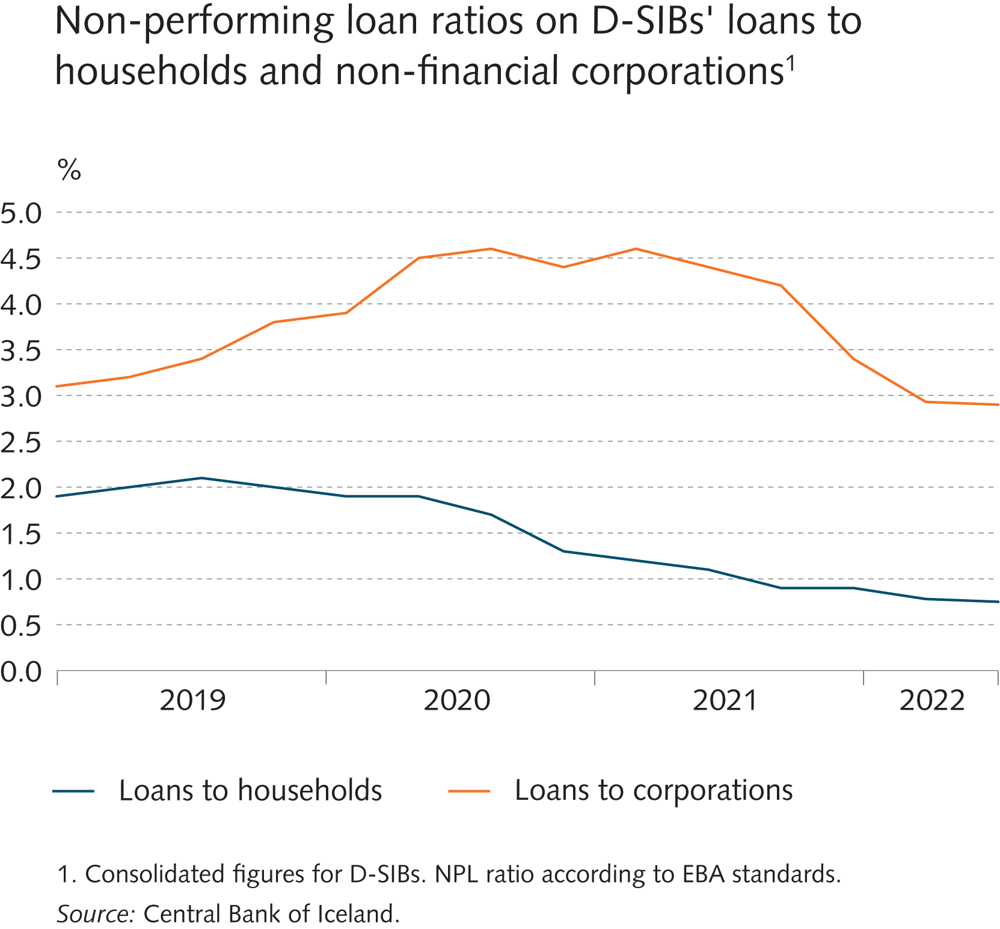 Non-performing loan ratios on D-SIBs' loans to
households and non-financial corporations¹
%
5.0
4.5
4.0
3.5
3.0
2.5
2.0
1.5
1.0
0.5
0.0
2019 2020 2021 2022
Loans to households Loans to corporations
1. Consolidated figures for D-SIBs. NPL ratio according to EBA standards.
Source: Central Bank of Iceland.